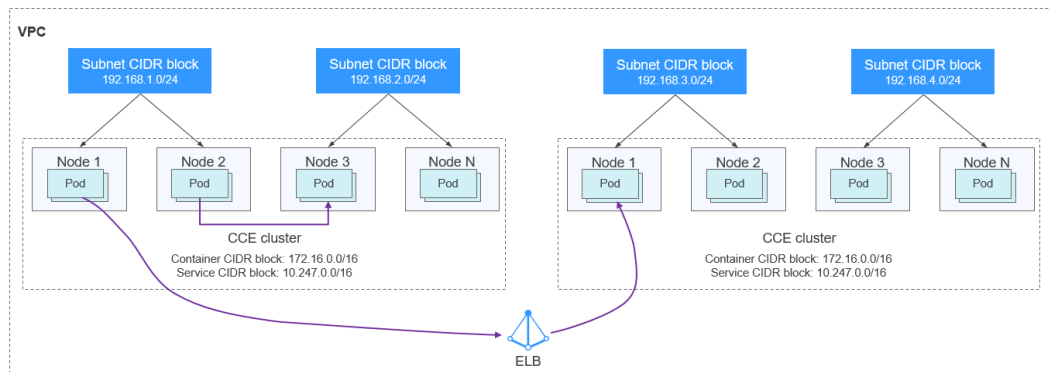 VPC
Subnet CIDR block
192.168.1.0/24
Subnet CIDR block
192.168.2.0/24
Subnet CIDR block
192.168.3.0/24
Subnet CIDR block
192.168.4.0/24
Node 1
Pod
Node 2
Pod
Node 3
Pod
Node N
Pod
CCE cluster
Container CIDR block: 172.16.0.0/16
Service CIDR block: 10.247.0.0/16
Node 1
Pod
Node 2
Pod
Node 3
Pod
Node N
Pod
CCE cluster
Container CIDR block: 172.16.0.0/16
Service CIDR block: 10.247.0.0/16
ELB